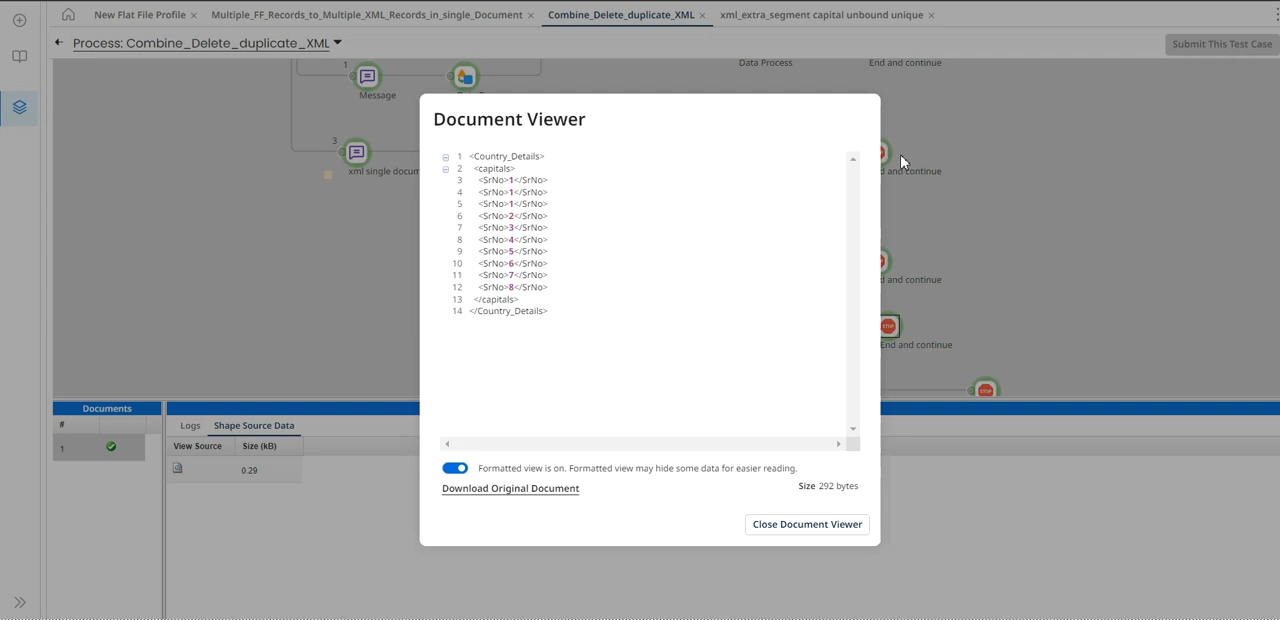 New Flat File Profile ×
Multiple_FF_Records_to_Multiple_XML_Records_in_single_Document ×
Combine_Delete_duplicate_XML ×
xml_extra_segment capital unbound unique ×
Process: Combine_Delete_duplicate_XML
Submit This Test Case
1
Message
Data Process
End and continue
3
xml single docum
d and continue
d and continue
STOP
End and continue
STOP
Document Viewer
1 <Country_Details>
2 <capitals>
3 <SrNo>1</SrNo>
4 <SrNo>1</SrNo>
5 <SrNo>1</SrNo>
6 <SrNo>2</SrNo>
7 <SrNo>3</SrNo>
8 <SrNo>4</SrNo>
9 <SrNo>5</SrNo>
10 <SrNo>6</SrNo>
11 <SrNo>7</SrNo>
12 <SrNo>8</SrNo>
13 </capitals>
14 </Country_Details>
Formatted view is on. Formatted view may hide some data for easier reading.
Download Original Document
Size 292 bytes
Close Document Viewer
Documents
#
1
Logs Shape Source Data
View Source Size (kB)
0.29